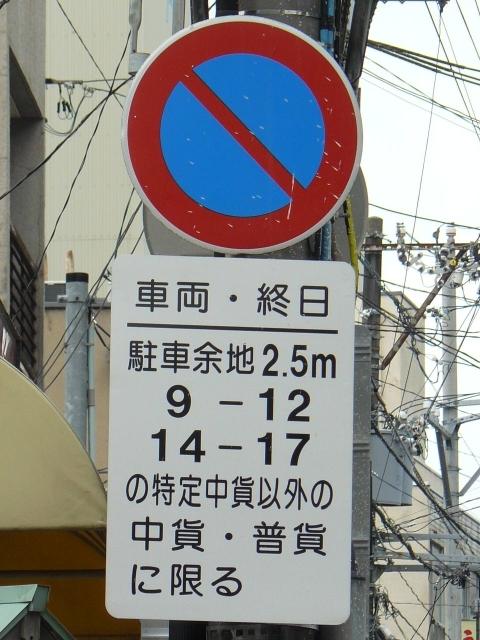 車両・終日
駐車余地2.5m
9－12
14－17
の特定中貨以外の
中貨・普貨
に限る